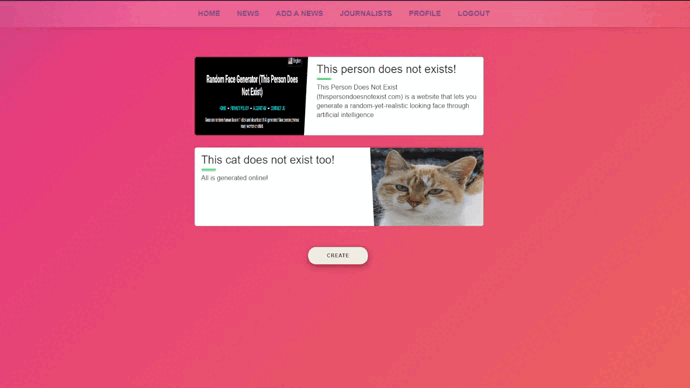 HOME NEWS ADD A NEWS JOURNALISTS PROFILE LOGOUT
Random Face Generator (This Person Does
Not Exist)
This person does not exists!
This Person Does Not Exist
(thispersondoesnotexist.com) is a website that lets you
generate a random-yet-realistic looking face through
artificial intelligence
This cat does not exist too!
All is generated online!!
CREATE